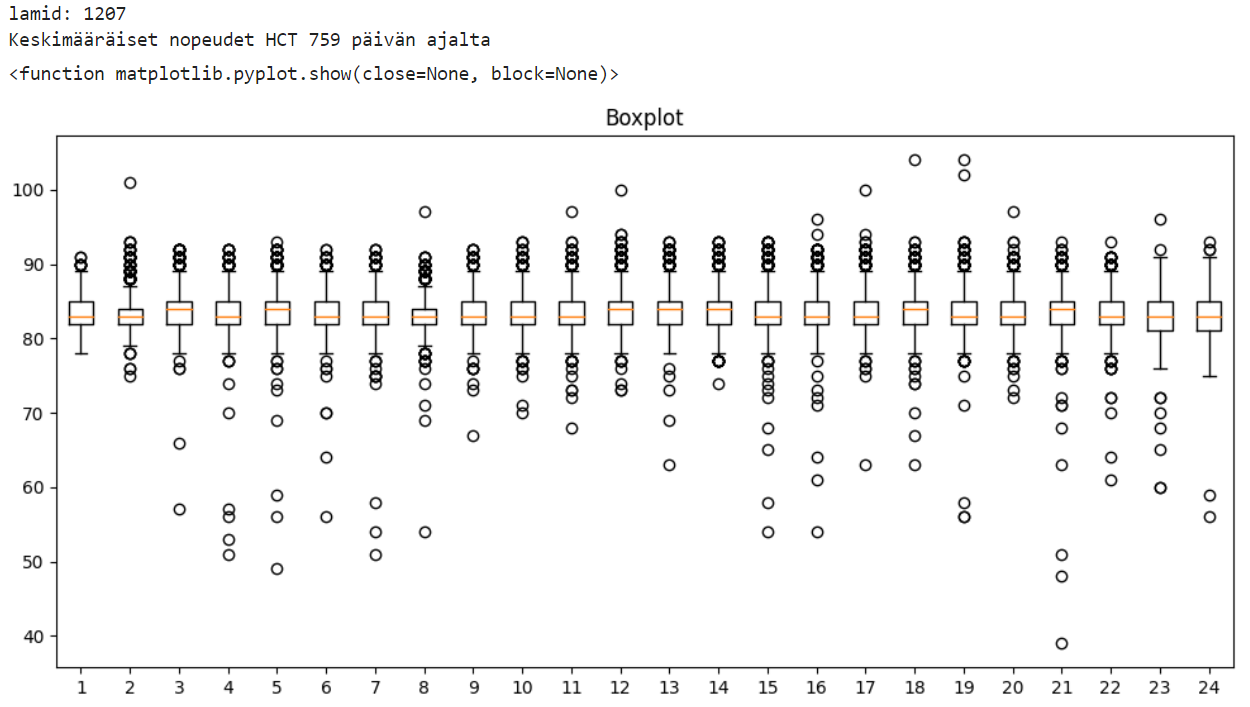 lamid: 1207
Keskimääräiset nopeudet HCT 759 päivän ajalta
<function matplotlib.pyplot.show(close=None, block=None)>
Boxplot
100
90
80
70
60
50
40
1 2 3 4 5 6 7 8 9 10 11 12 13 14 15 16 17 18 19 20 21 22 23 24